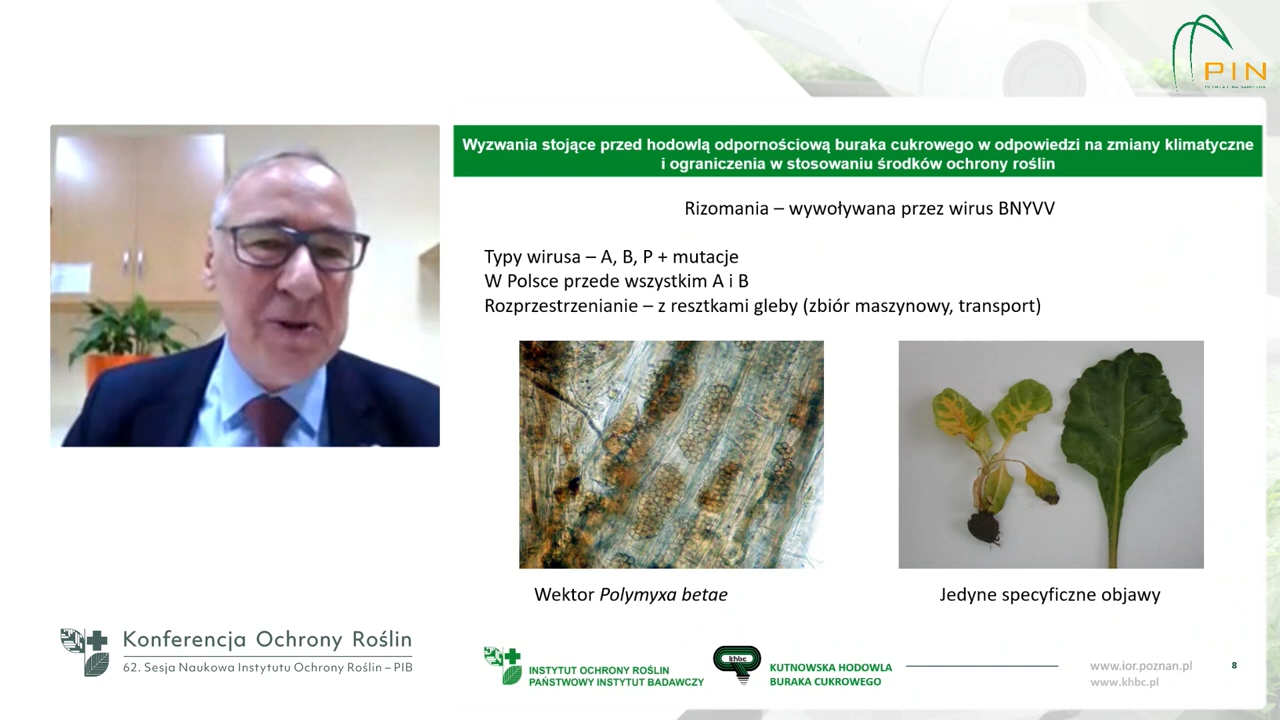 PIN
Wyzwania stojące przed hodowlą odpornościową buraka cukrowego w odpowiedzi na zmiany klimatyczne
i ograniczenia w stosowaniu środków ochrony roślin
Rizomania – wywoływana przez wirus BNYVV
Typy wirusa – A, B, P + mutacje
W Polsce przede wszystkim A i B
Rozprzestrzenianie – z resztkami gleby (zbiór maszynowy, transport)
Wektor Polymyxa betae
Jedyne specyficzne objawy
Konferencja Ochrony Roślin
62. Sesja Naukowa Instytutu Ochrony Roślin – PIB
INSTYTUT OCHRONY ROŚLIN
PAŃSTWOWY INSTYTUT BADAWCZY
khbc
KUTNOWSKA HODOWLA
BURAKA CUKROWEGO
www.ior.poznan.pl
www.khbc.pl
8